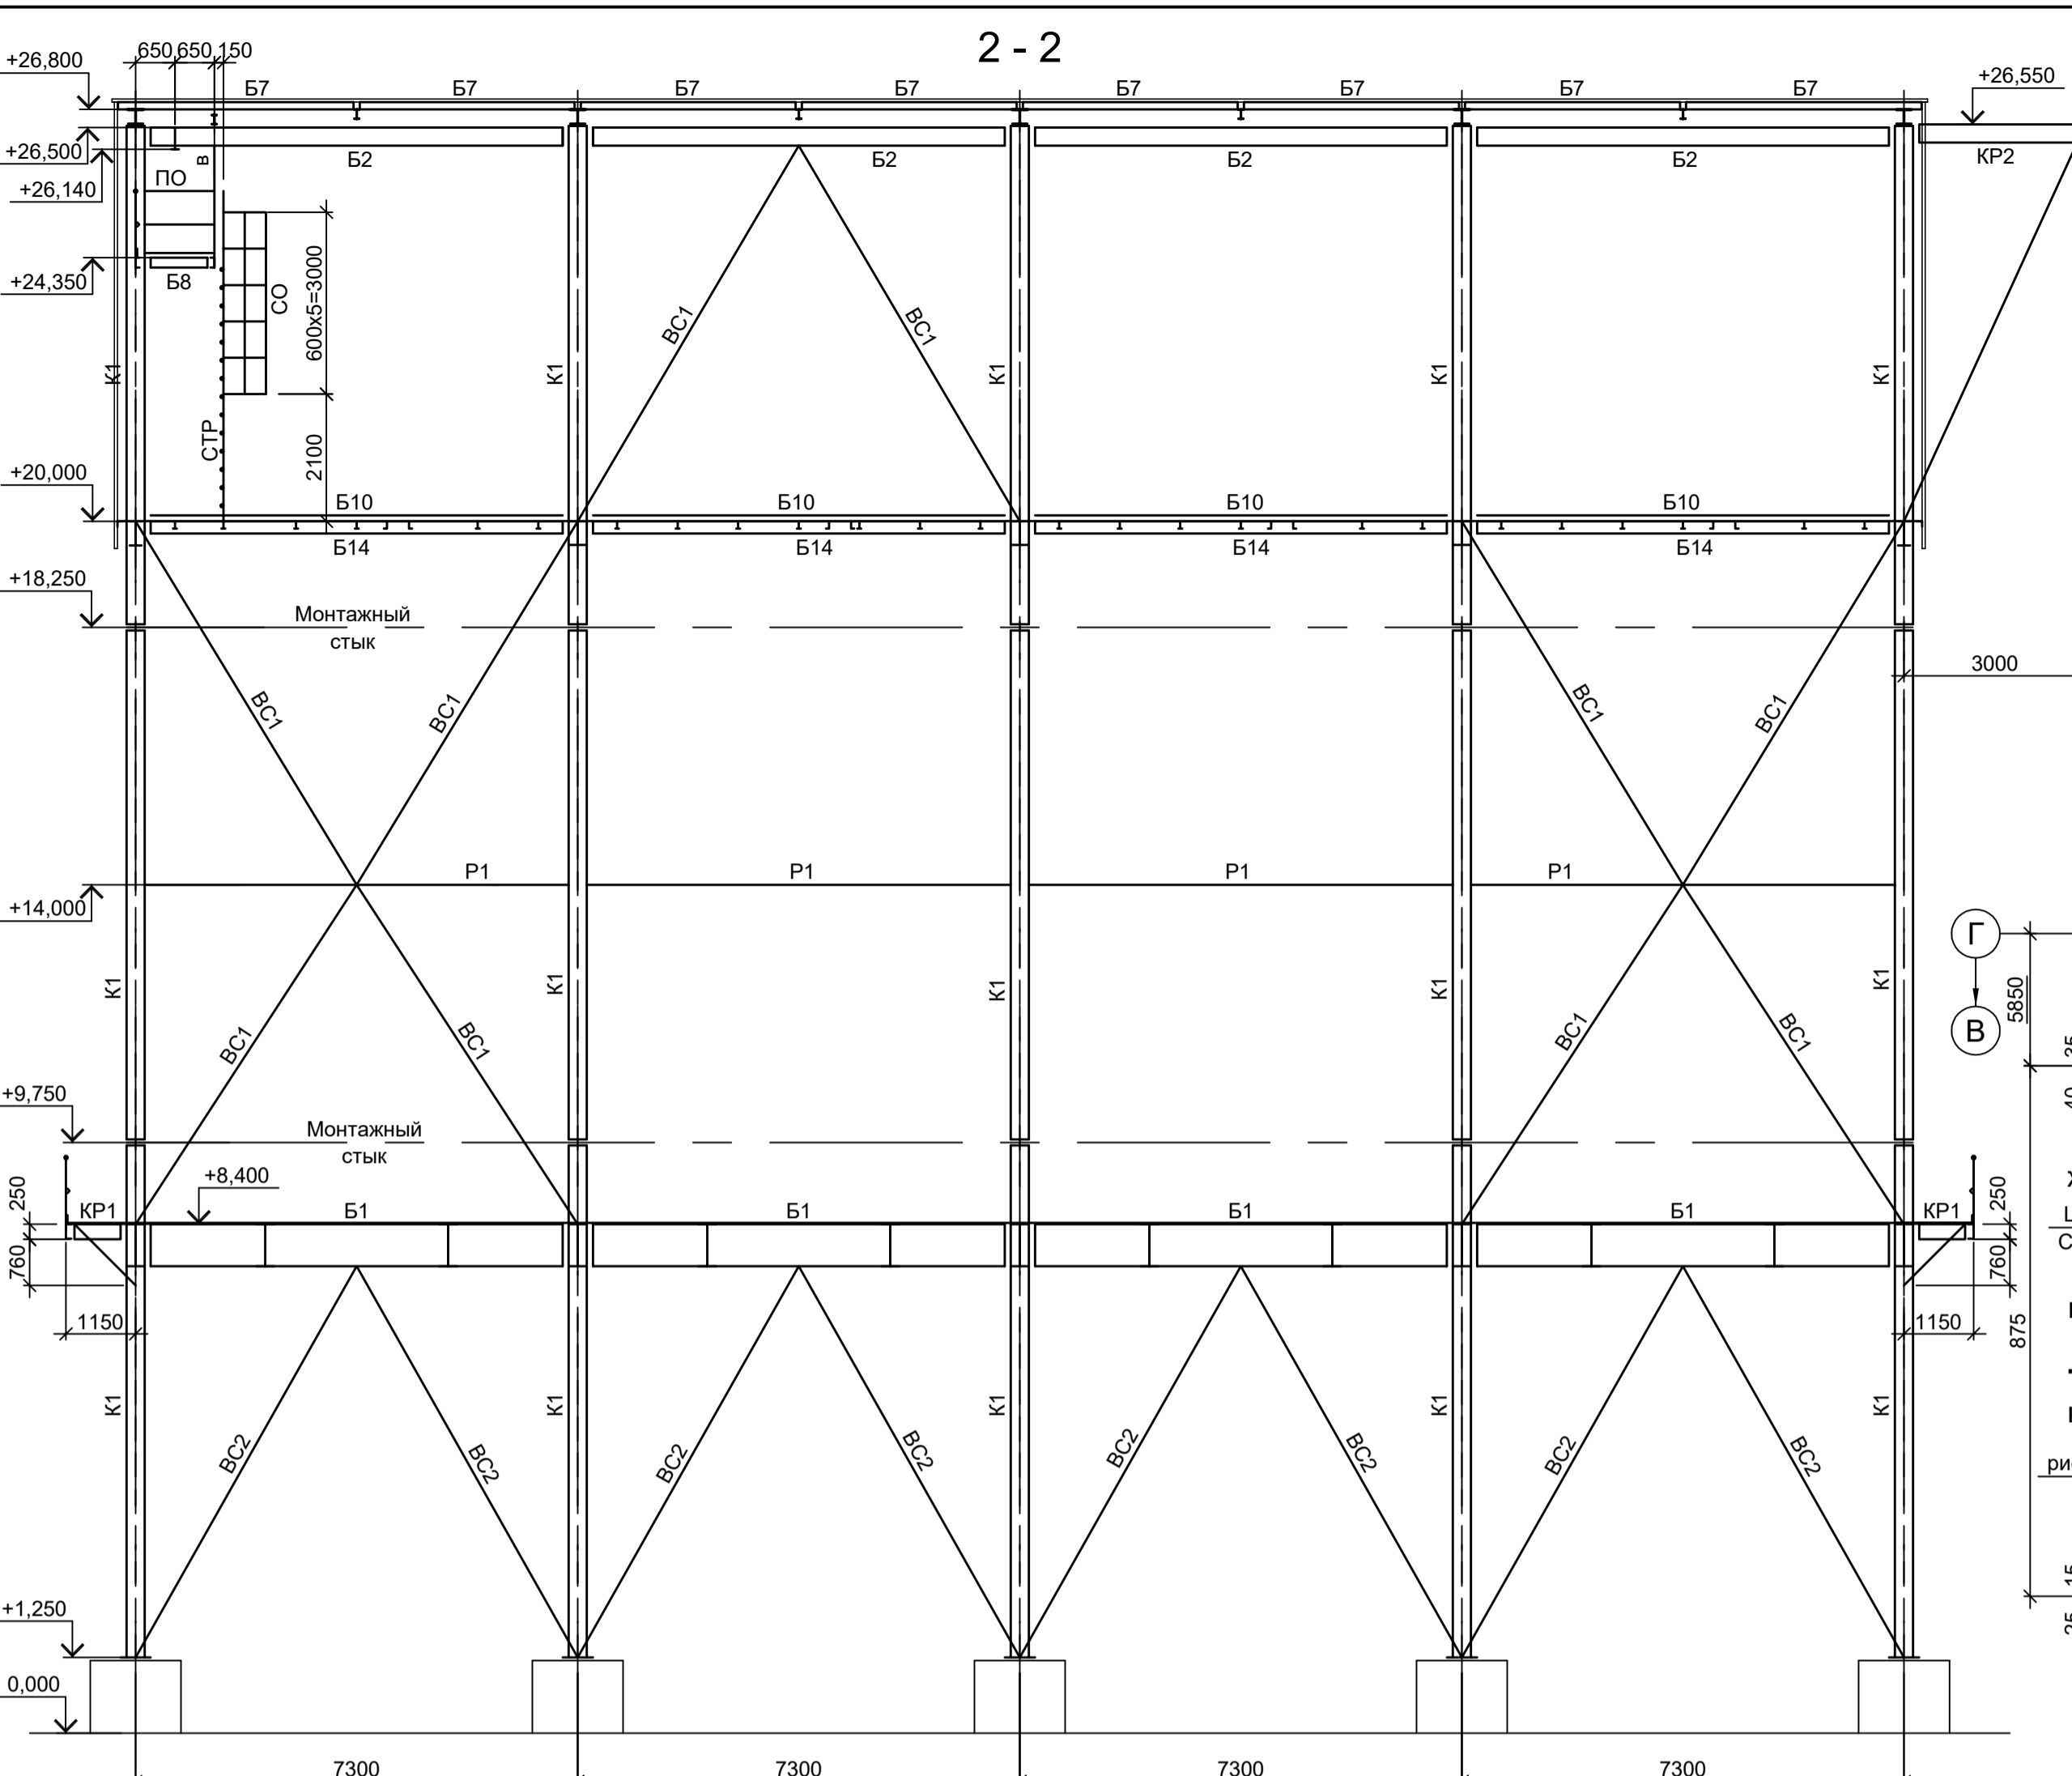 2 - 2
+26,800
650
650
150
Б7
Б7
Б7
Б7
Б7
Б7
Б7
Б7
+26,550
+26,500
+26,140
ПО
в
Б2
Б2
Б2
Б2
КР2
+24,350
Б8
СО
600х5=3000
ВС1
ВС1
К1
К1
К1
К1
К1
СТР
2100
+20,000
Б10
Б10
Б10
Б10
Б14
Б14
Б14
Б14
+18,250
Монтажный
стык
3000
ВС1
ВС1
ВС1
ВС1
Р1
Р1
Р1
Р1
+14,000
Г
В
5850
К1
К1
К1
К1
К1
ВС1
ВС1
ВС1
ВС1
+9,750
Монтажный
стык
+8,400
250
КР1
Б1
Б1
Б1
Б1
КР1
250
760
760
1150
1150
875
К1
К1
К1
К1
К1
ВС2
ВС2
ВС2
ВС2
ВС2
ВС2
ВС2
ВС2
+1,250
0,000
7300
7300
7300
7300